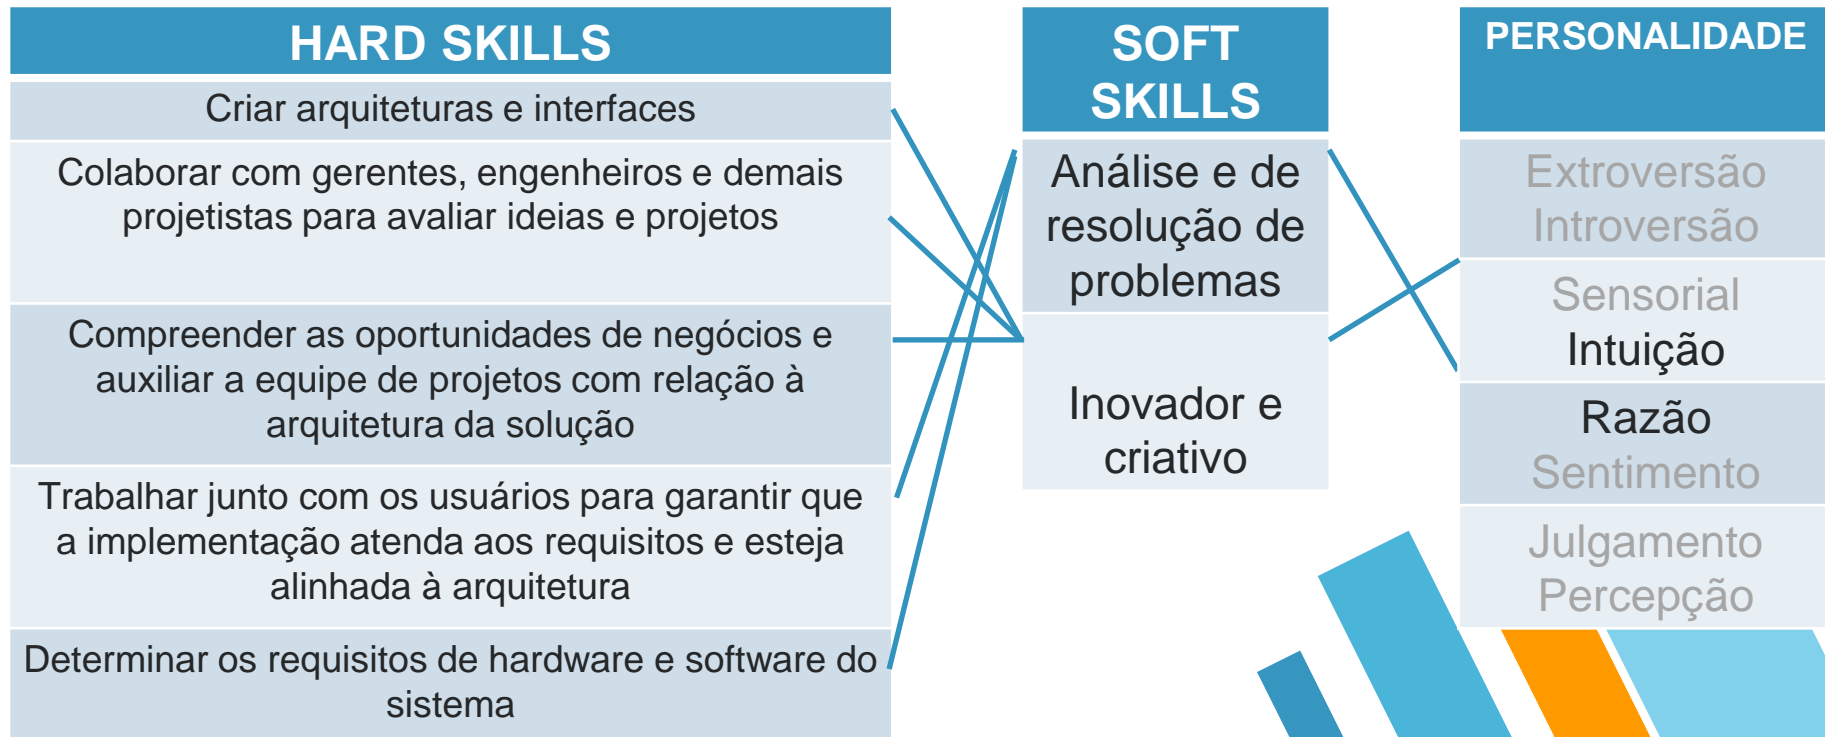 HARD SKILLS
Criar arquiteturas e interfaces
Colaborar com gerentes, engenheiros e demais
projetistas para avaliar ideias e projetos
Compreender as oportunidades de negócios e
auxiliar a equipe de projetos com relação à
arquitetura da solução
Trabalhar junto com os usuários para garantir que
a implementação atenda aos requisitos e esteja
alinhada à arquitetura
Determinar os requisitos de hardware e software do
sistema
SOFT
SKILLS
Análise e de
resolução de
problemas
Inovador e
criativo
PERSONALIDADE
Extroversão
Introversão
Sensorial
Intuição
Razão
Sentimento
Julgamento
Percepção